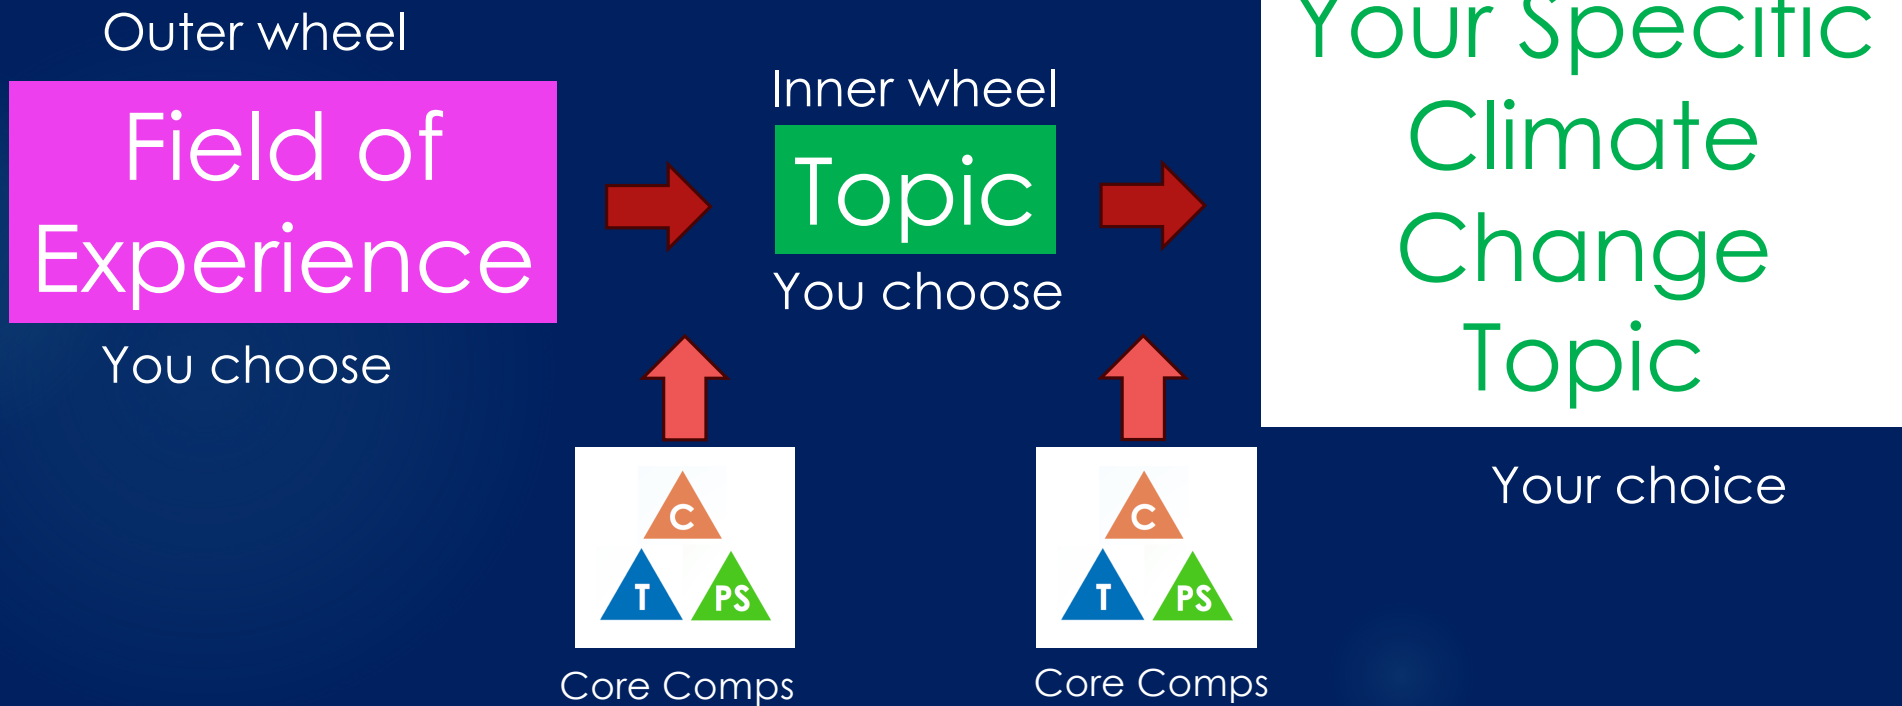 Outer wheel
Field of
Experience
You choose
Inner wheel
Topic
You choose
Your Specific
Climate
Change
Topic
Your choice
C
T PS
Core Comps
C
T PS
Core Comps